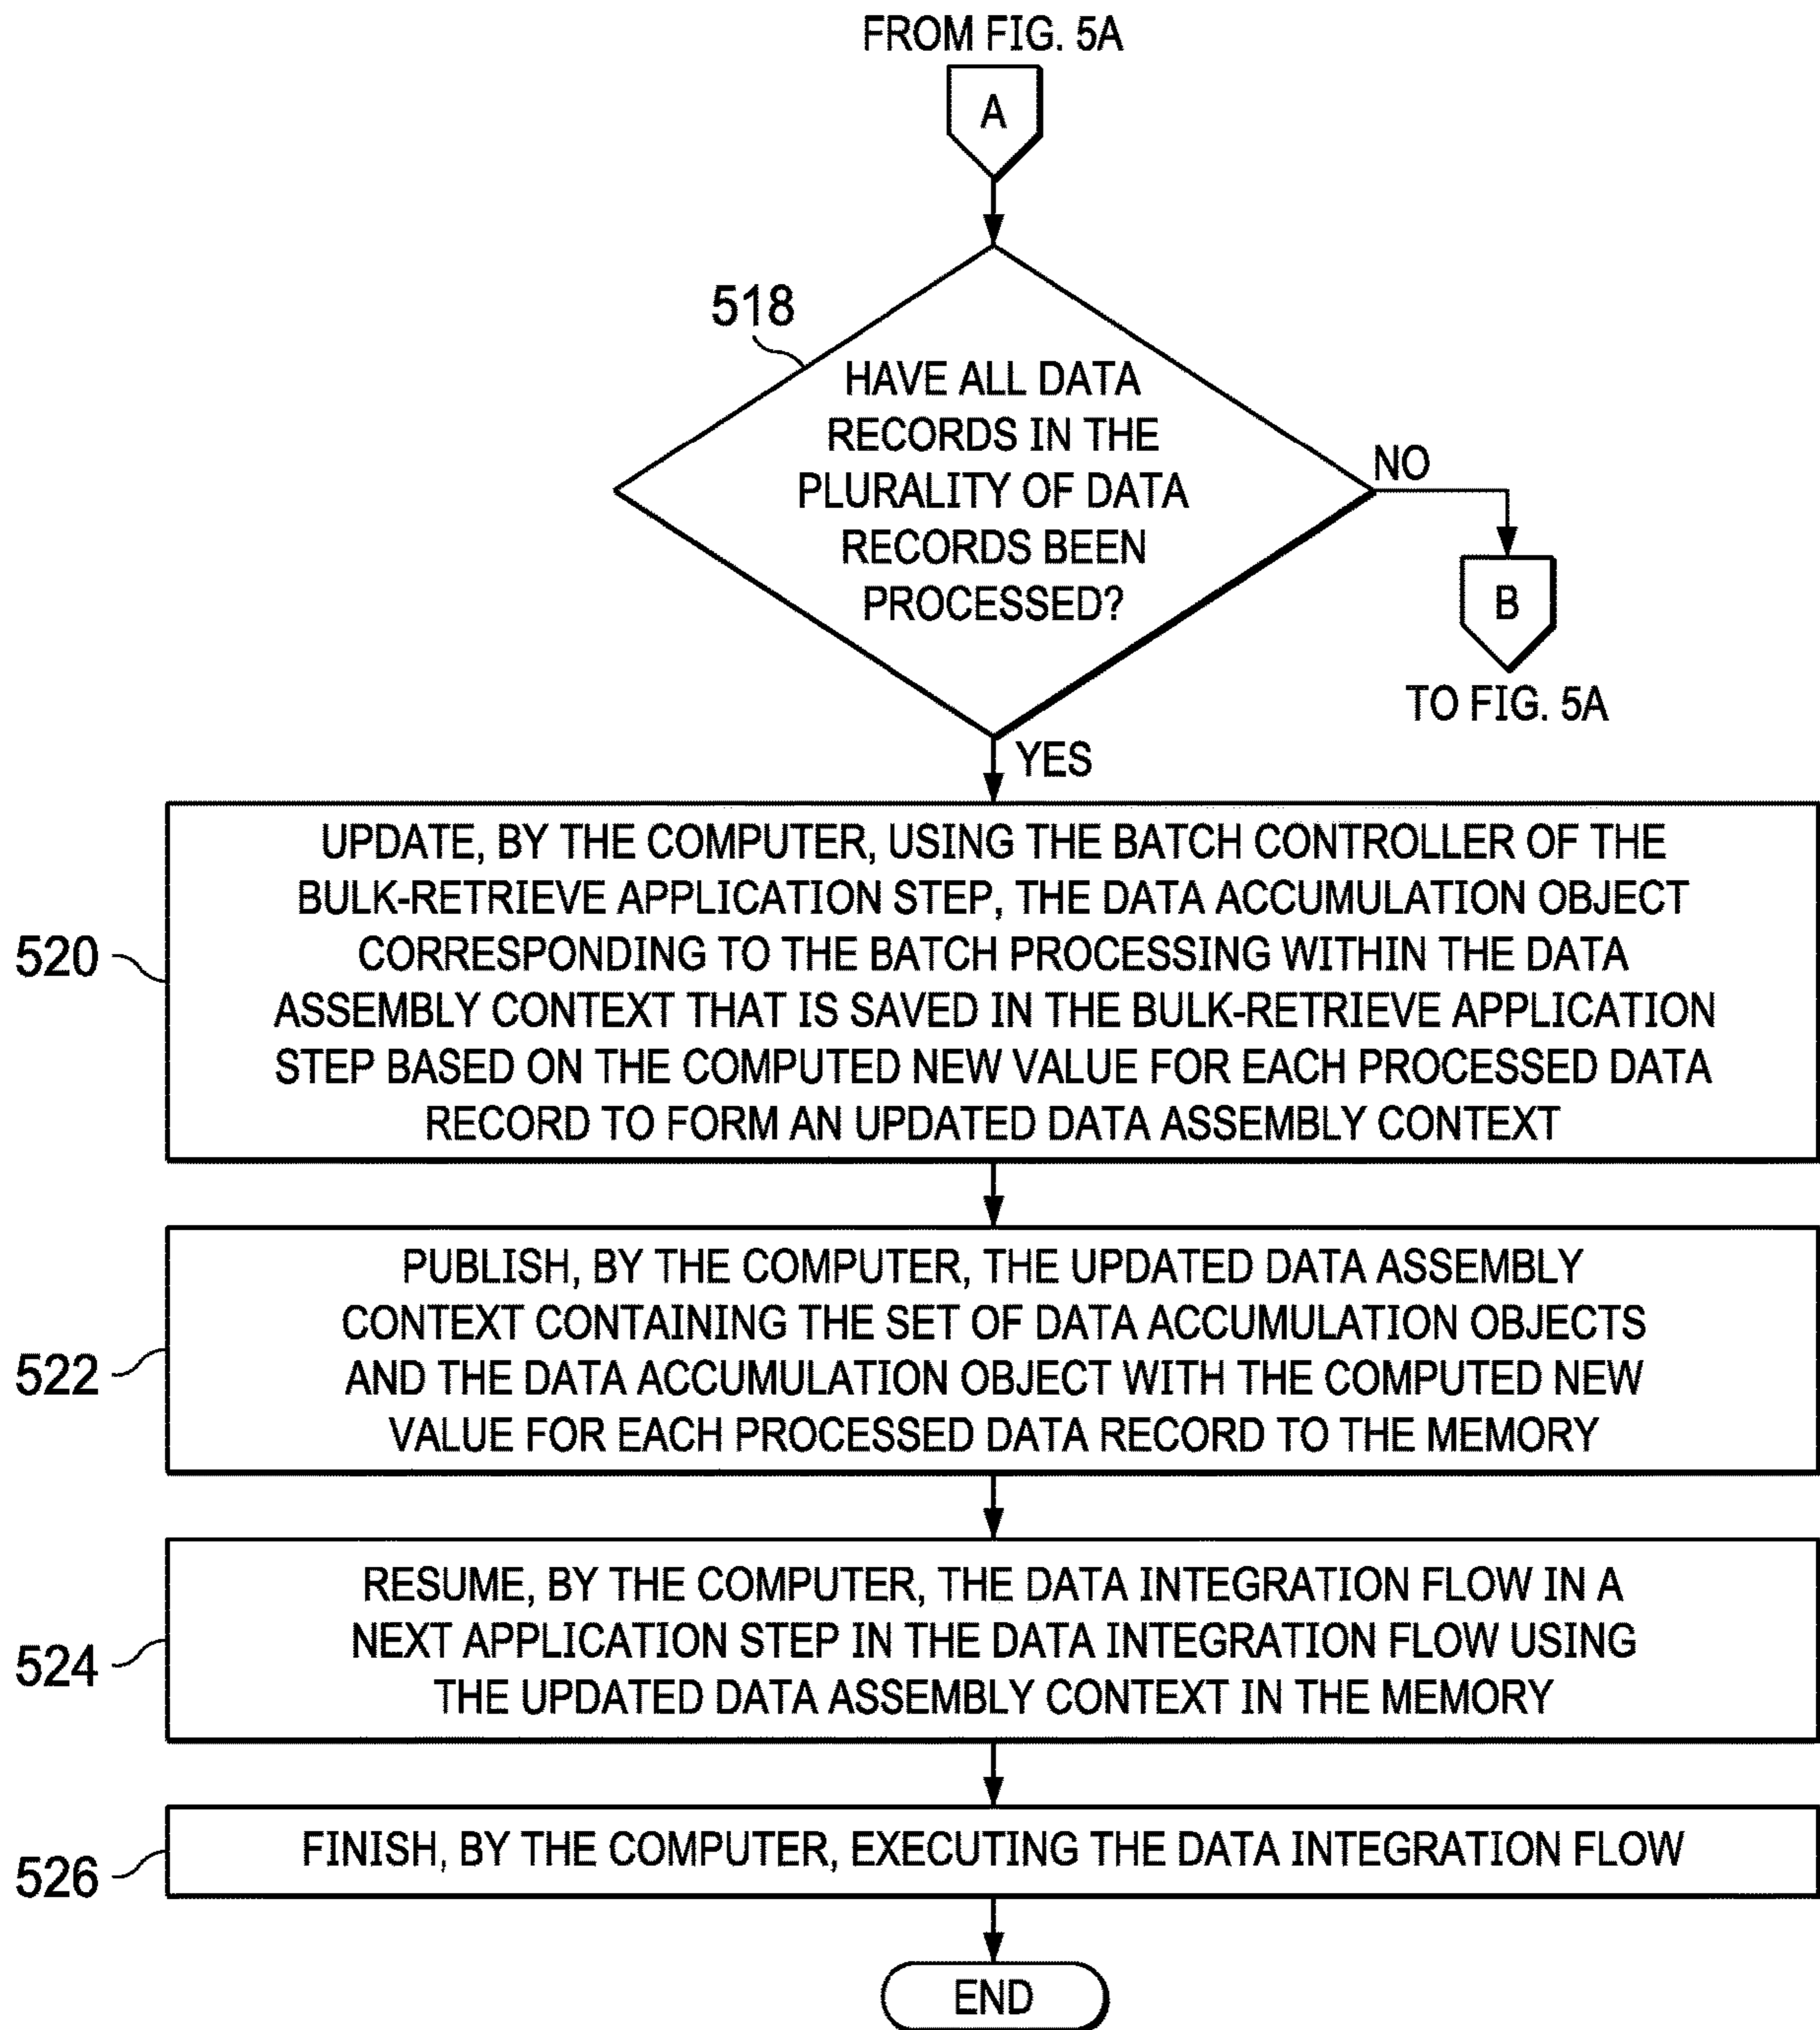 FROM FIG. 5A
A
518
HAVE ALL DATA
RECORDS IN THE
PLURALITY OF DATA
RECORDS BEEN
PROCESSED?
NO
B
TO FIG. 5A
YES
520
UPDATE, BY THE COMPUTER, USING THE BATCH CONTROLLER OF THE
BULK-RETRIEVE APPLICATION STEP, THE DATA ACCUMULATION OBJECT
CORRESPONDING TO THE BATCH PROCESSING WITHIN THE DATA
ASSEMBLY CONTEXT THAT IS SAVED IN THE BULK-RETRIEVE APPLICATION
STEP BASED ON THE COMPUTED NEW VALUE FOR EACH PROCESSED DATA
RECORD TO FORM AN UPDATED DATA ASSEMBLY CONTEXT
522
PUBLISH, BY THE COMPUTER, THE UPDATED DATA ASSEMBLY
CONTEXT CONTAINING THE SET OF DATA ACCUMULATION OBJECTS
AND THE DATA ACCUMULATION OBJECT WITH THE COMPUTED NEW
VALUE FOR EACH PROCESSED DATA RECORD TO THE MEMORY
524
RESUME, BY THE COMPUTER, THE DATA INTEGRATION FLOW IN A
NEXT APPLICATION STEP IN THE DATA INTEGRATION FLOW USING
THE UPDATED DATA ASSEMBLY CONTEXT IN THE MEMORY
526
FINISH, BY THE COMPUTER, EXECUTING THE DATA INTEGRATION FLOW
END